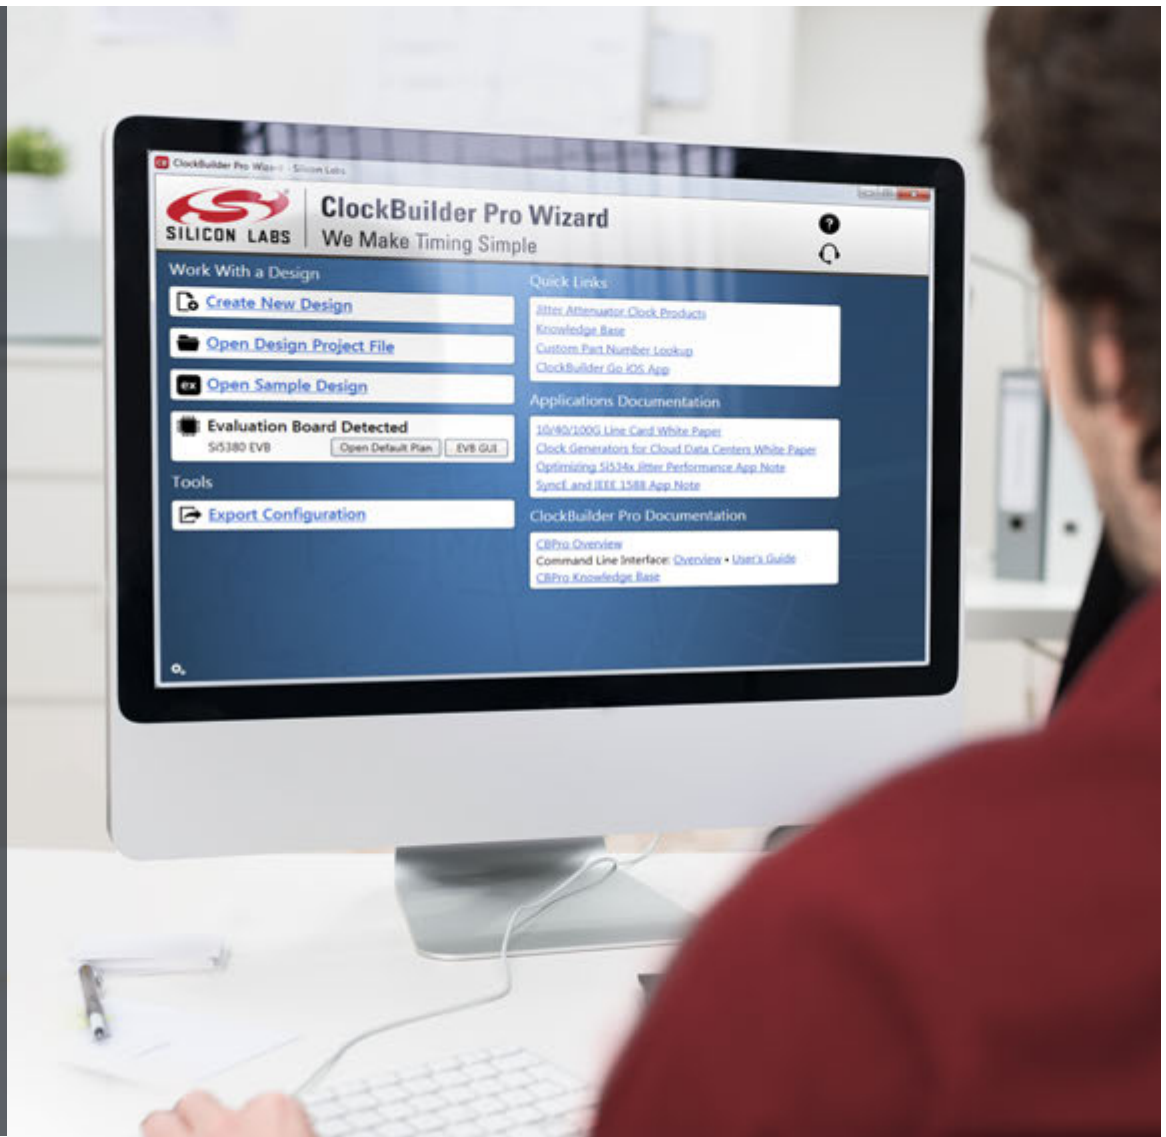 ClockBuilder Pro Wizard - Silicon Labs
SILICON LABS
ClockBuilder Pro Wizard
We Make Timing Simple
?
Work With a Design
Create New Design
Open Design Project File
ex Open Sample Design
Evaluation Board Detected
Si5380 EVB Open Default Plan EVB GUI
Tools
Export Configuration
Quick Links
Jitter Attenuator Clock Products
Knowledge Base
Custom Part Number Lookup
ClockBuilder Go iOS App
Applications Documentation
10/40/100G Line Card White Paper
Clock Generators for Cloud Data Centers White Paper
Optimizing Si534x Jitter Performance App Note
SyncE and IEEE 1588 App Note
ClockBuilder Pro Documentation
CBPro Overview
Command Line Interface: Overview • User's Guide
CBPro Knowledge Base